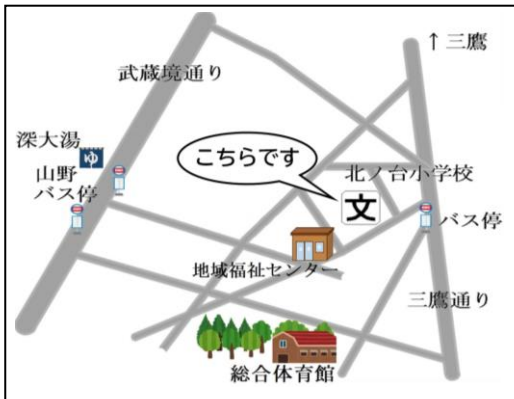 ↑三鷹
武蔵境通り
深大湯
ゆ
山野
バス停
こちらです
北ノ台小学校
文
バス停
地域福祉センター
三鷹通り
総合体育館